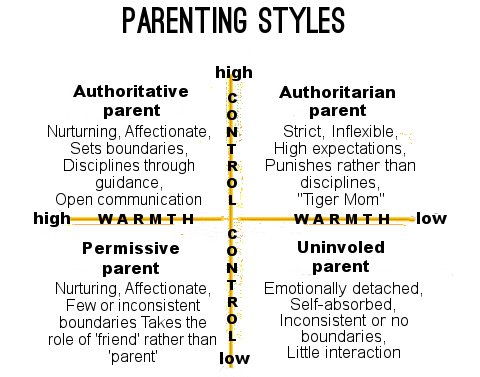 PARENTING STYLES
high
Authoritative
parent
Nurturning, Affectionate,
Sets boundaries,
Disciplines through
guidance,
Open communication
CONTROL
Authoritarian
parent
Strict, Inflexible,
High expectations,
Punishes rather than
disciplines,
"Tiger Mom"
high WARMTH WARMTH low
Permissive
parent
Nurturing, Affectionate,
Few or inconsistent
boundaries Takes the
role of 'friend' rather than
'parent'
CONTROL
low
Uninvoled
parent
Emotionally detached,
Self-absorbed,
Inconsistent or no
boundaries,
Little interaction